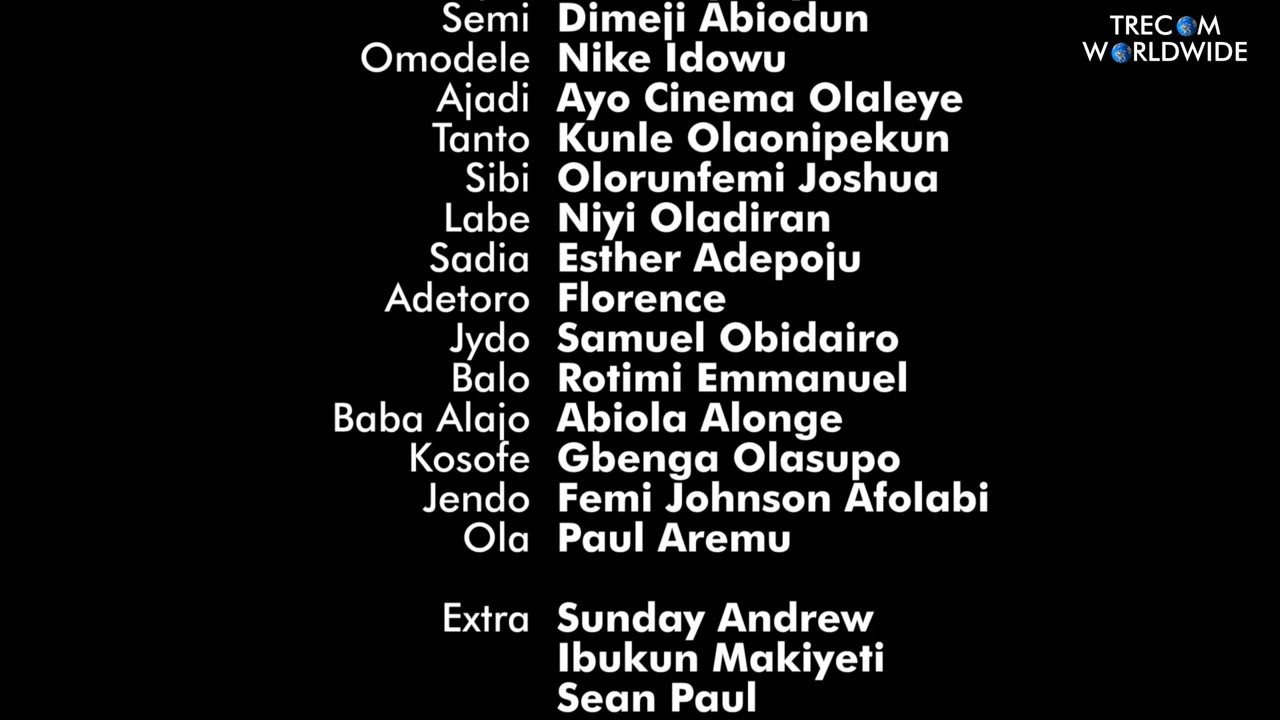 Semi Dimeji Abiodun
Omodele Nike Idowu
Ajadi Ayo Cinema Olaleye
Tanto Kunle Olaonipekun
Sibi Olorunfemi Joshua
Labe Niyi Oladiran
Sadia Esther Adepoju
Adetoro Florence
Jydo Samuel Obidairo
Balo Rotimi Emmanuel
Baba Alajo Abiola Alonge
Kosofe Gbenga Olasupo
Jendo Femi Johnson Afolabi
Ola Paul Aremu
Extra Sunday Andrew
Ibukun Makiyeti
Sean Paul
TRECOM
WORLDWIDE